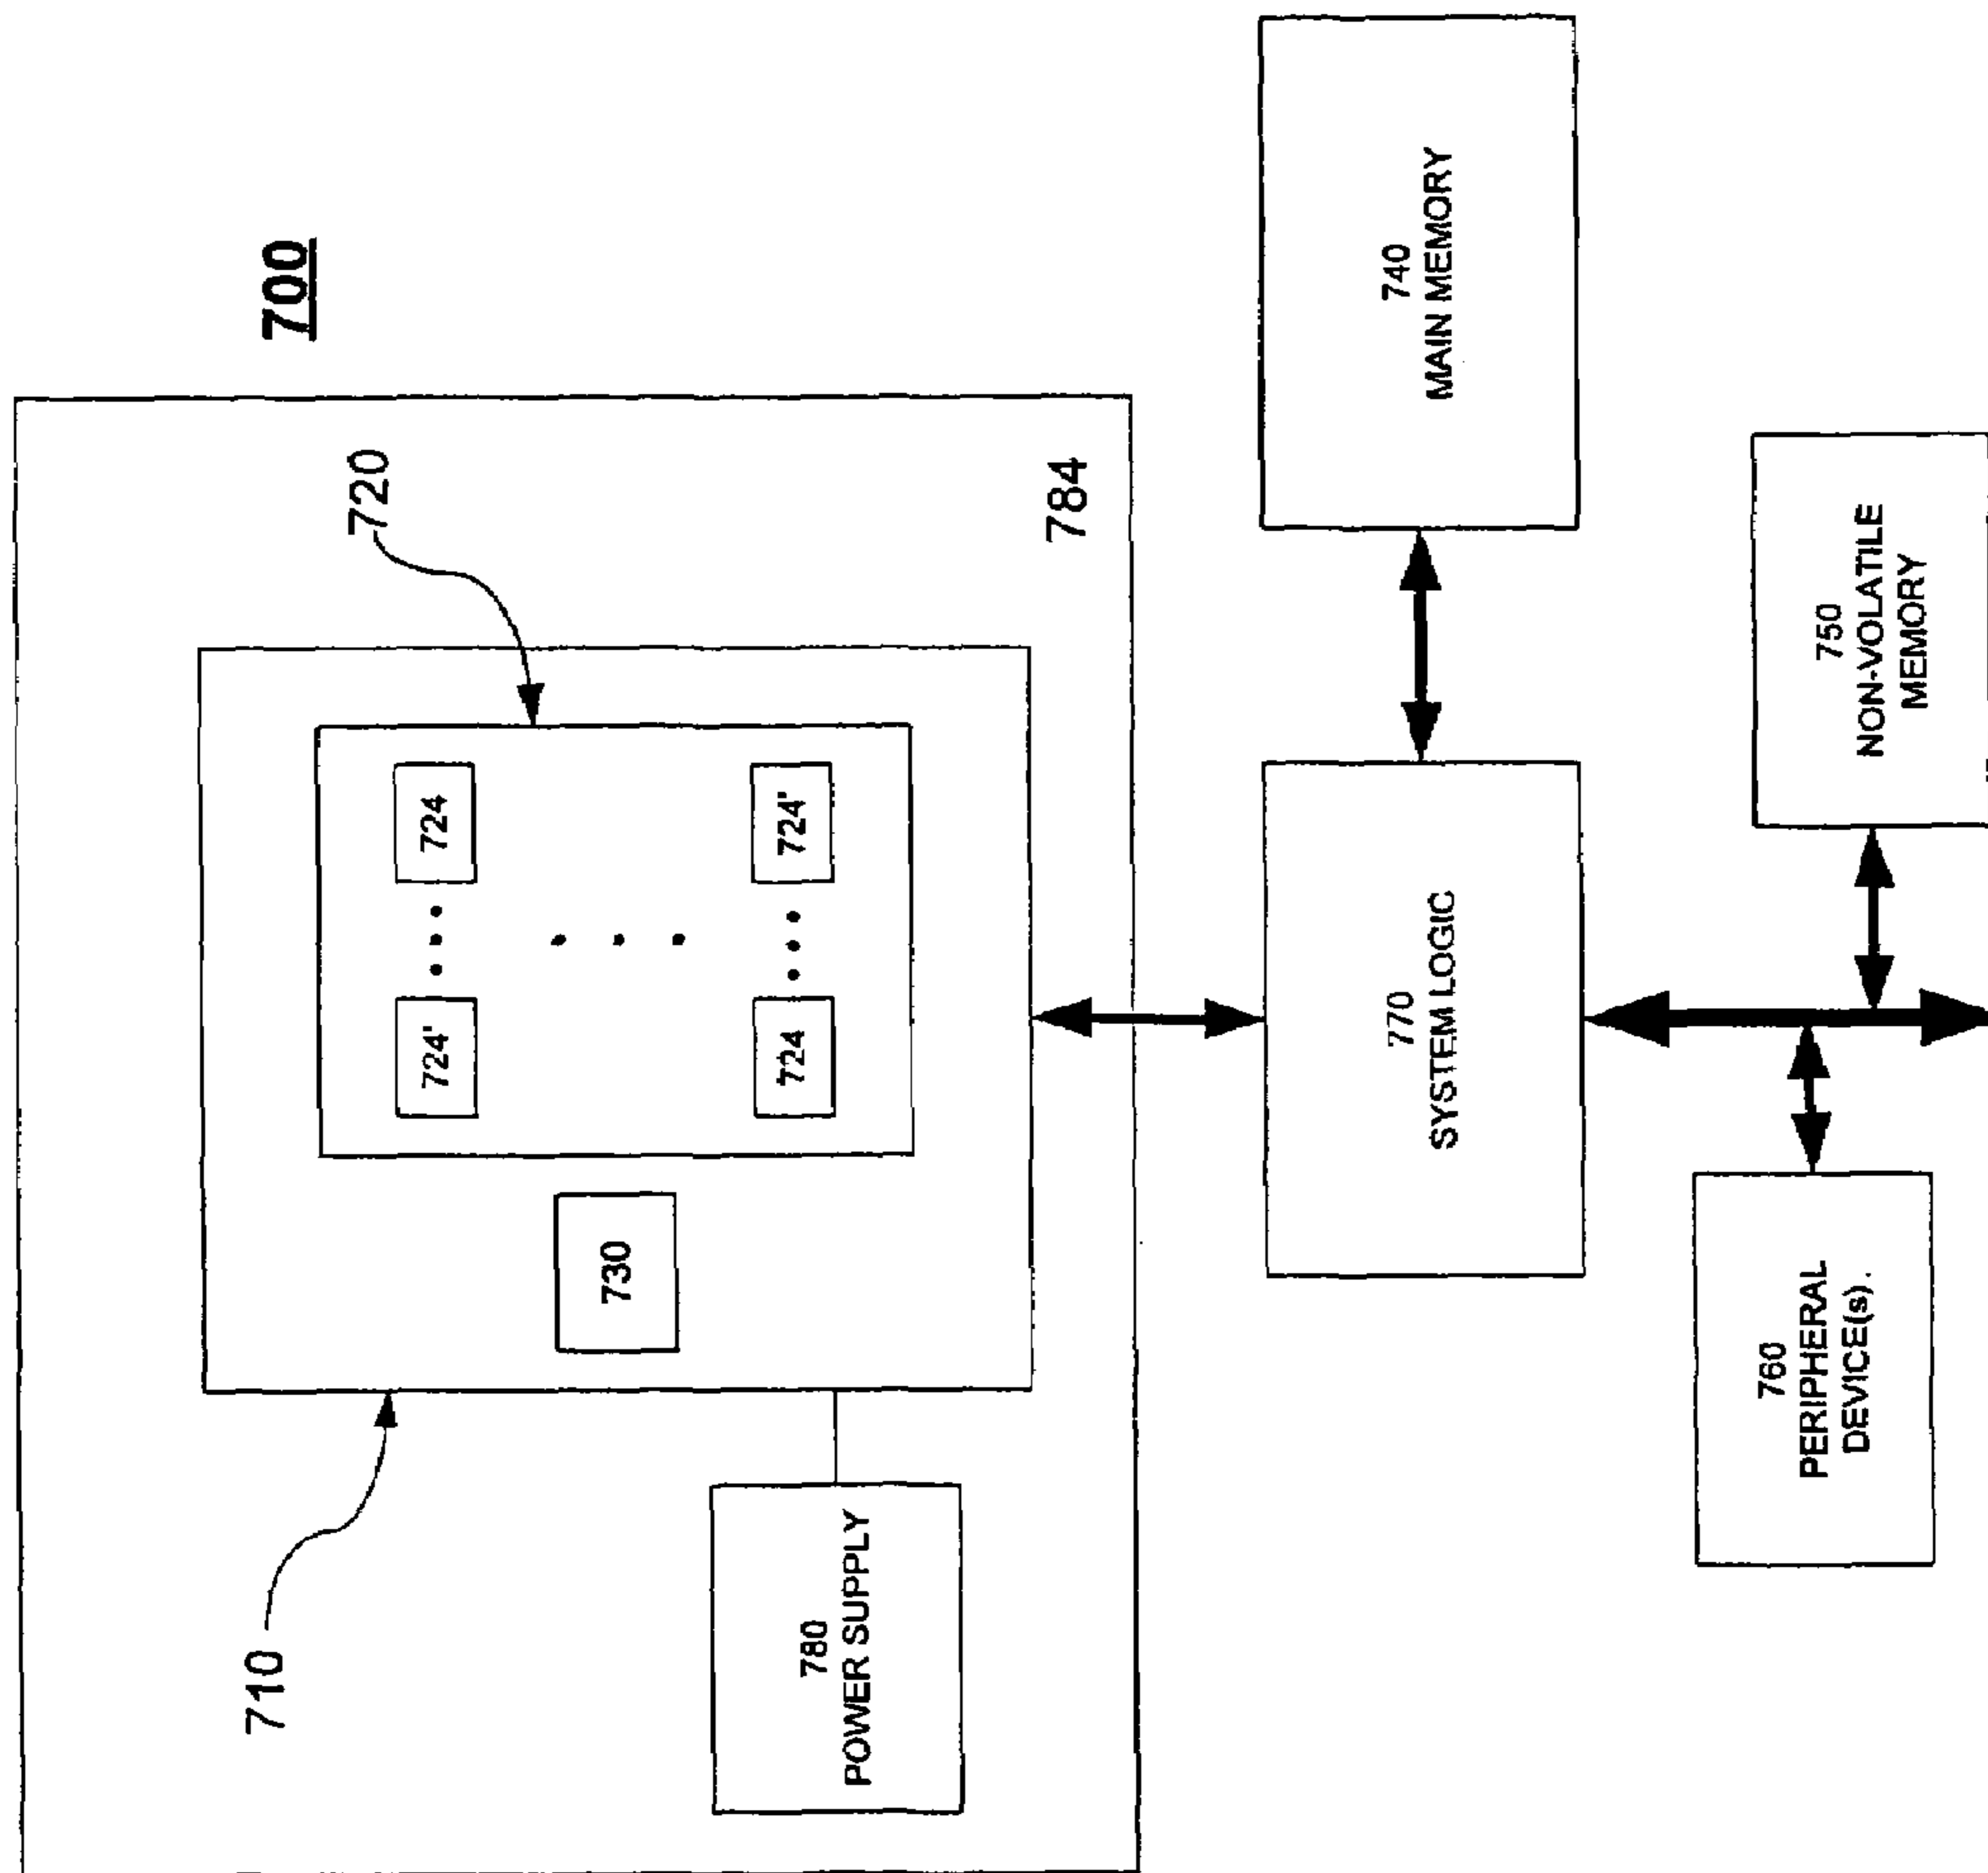 700
710
720
724'
724
724
724'
730
780
POWER SUPPLY
784
770
SYSTEM LOGIC
740
MAIN MEMORY
760
PERIPHERAL
DEVICE(s).
750
NON-VOLATILE
MEMORY